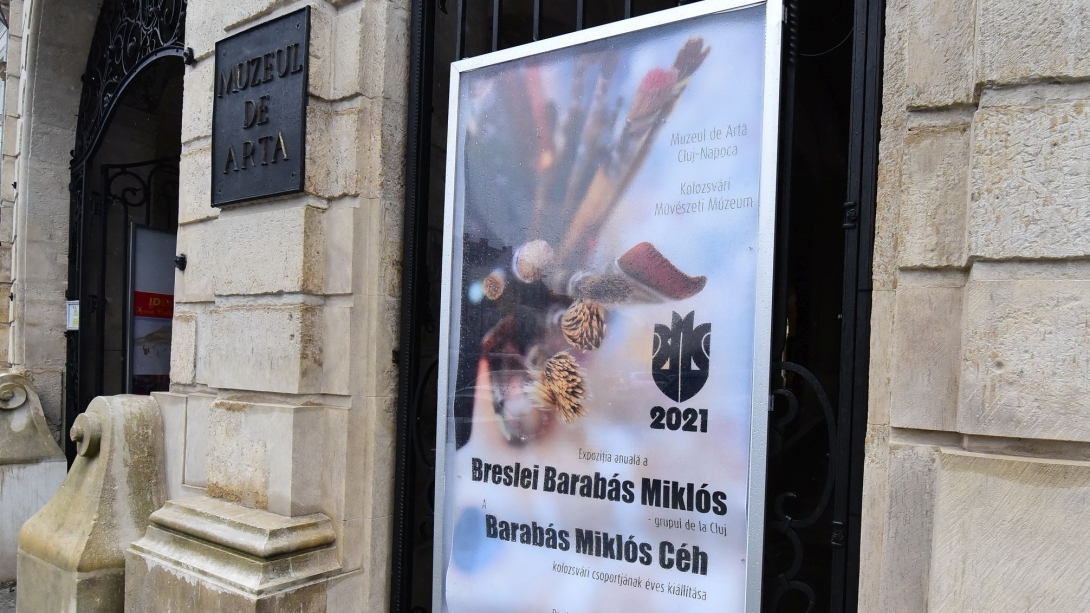 MUZEUL
DE
ARTA
Muzeul de Artă
Cluj-Napoca
Kolozsvári
Művészeti Múzeum
2021
Expoziția anuală a
Breslei Barabás Miklós
- grupul de la Cluj
A
Barabás Miklós Céh
kolozsvári csoportjának éves kiállítása